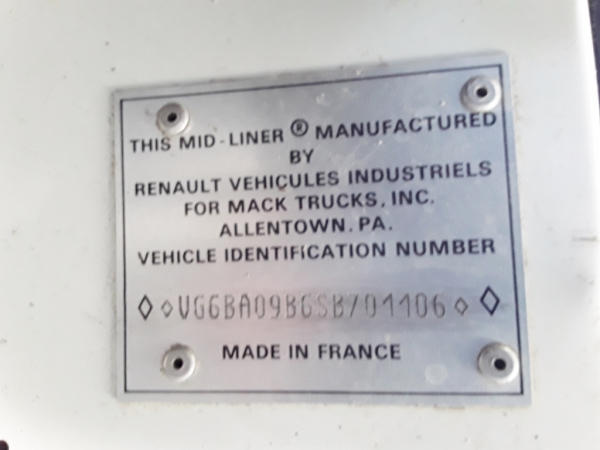 THIS MID-LINER ® MANUFACTURED
BY
RENAULT VEHICULES INDUSTRIELS
FOR MACK TRUCKS, INC.
ALLENTOWN, PA.
VEHICLE IDENTIFICATION NUMBER
◇ ◇ VG6BA09B6SB701106 ◇ ◇
MADE IN FRANCE